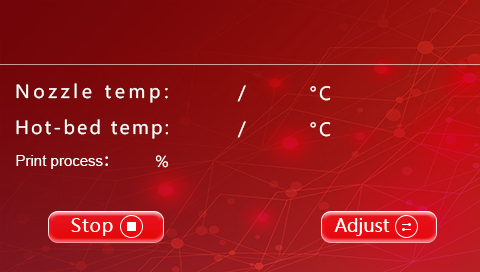 Nozzle temp: / °C
Hot-bed temp: / °C
Print process: %
Stop
Adjust